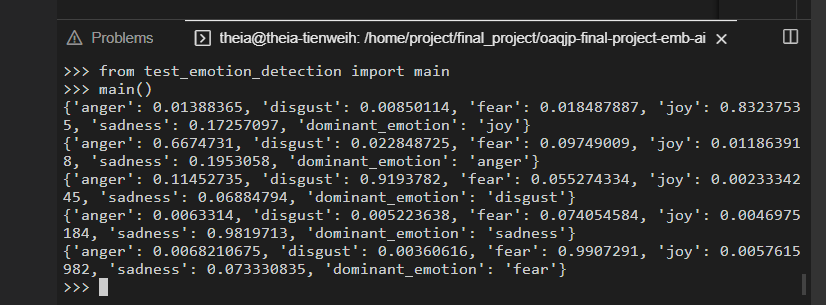 Problems
theia@theia-tienweih: /home/project/final_project/oaqjp-final-project-emb-ai
>>> from test_emotion_detection import main
>>> main()
{'anger': 0.01388365, 'disgust': 0.00850114, 'fear': 0.018487887, 'joy': 0.8323753
5, 'sadness': 0.17257097, 'dominant_emotion': 'joy'}
{'anger': 0.6674731, 'disgust': 0.022848725, 'fear': 0.09749009, 'joy': 0.01186391
8, 'sadness': 0.1953058, 'dominant_emotion': 'anger'}
{'anger': 0.11452735, 'disgust': 0.9193782, 'fear': 0.055274334, 'joy': 0.00233342
45, 'sadness': 0.06884794, 'dominant_emotion': 'disgust'}
{'anger': 0.0063314, 'disgust': 0.005223638, 'fear': 0.074054584, 'joy': 0.0046975
184, 'sadness': 0.9819713, 'dominant_emotion': 'sadness'}
{'anger': 0.0068210675, 'disgust': 0.00360616, 'fear': 0.9907291, 'joy': 0.0057615
982, 'sadness': 0.073330835, 'dominant_emotion': 'fear'}
>>>